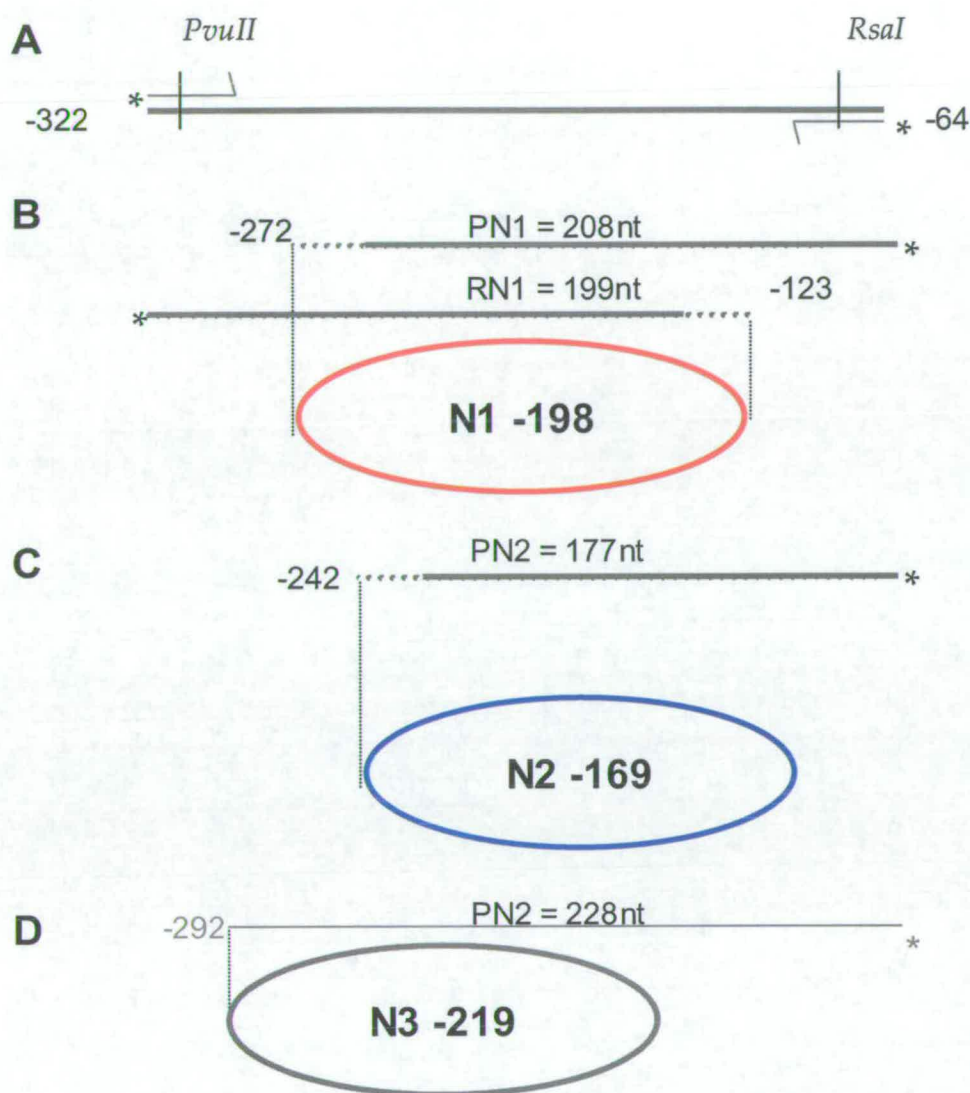 A
PvuII
RsaI
*
-322
* -64
B
-272
PN1 = 208nt
*
RN1 = 199nt
-123
*
N1 -198
C
PN2 = 177nt
-242
*
N2 -169
D
-292
PN2 = 228nt
*
N3 -219